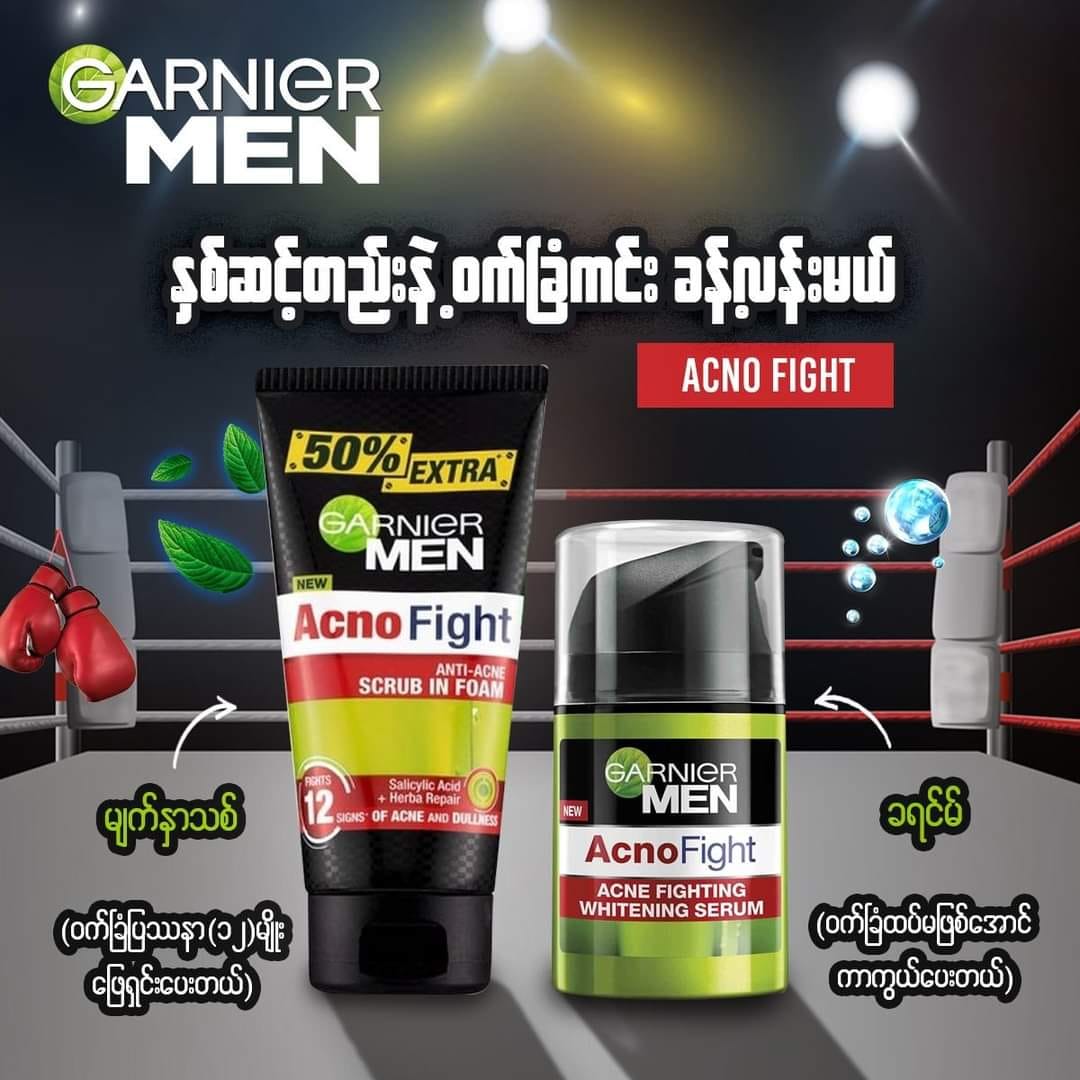 GARNIER
MEN
နှစ်ဆင့်တည်းနဲ့ ဝက်ခြံကင်း ခန့်လန်းမယ်
ACNO FIGHT
50% EXTRA
GARNIER
MEN
NEW
Acno Fight
ANTI-ACNE
SCRUB IN FOAM
FIGHTS
12
Salicylic Acid
+ Herba Repair
SIGNS* OF ACNE AND DULLNESS
မျက်နှာသစ်
(ဝက်ခြံပြဿနာ(၁၂)မျိုး
ဖြေရှင်းပေးတယ်)
GARNIER
MEN
NEW
AcnoFight
ACNE FIGHTING
WHITENING SERUM
ခရင်မ်
(ဝက်ခြံထပ်မဖြစ်အောင်
ကာကွယ်ပေးတယ်)